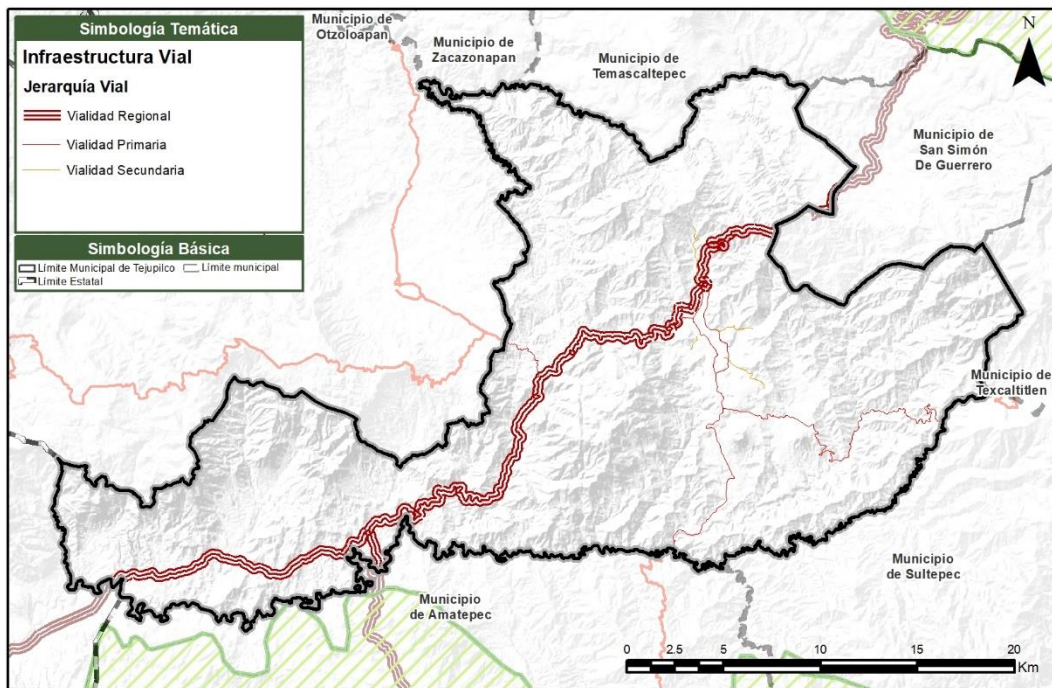 Simbología Temática
Infraestructura Vial
Jerarquía Vial
Vialidad Regional
Vialidad Primaria
Vialidad Secundaria
Simbología Básica
Límite Municipal de Tejupilco
Límite municipal
Límite Estatal
Municipio de
Otzoloapan
Municipio de
Zacazonapan
Municipio de
Temascaltepec
N
Municipio de
San Simón
De Guerrero
Municipio de
Texcaltitlen
Municipio
de Sultepec
Municipio
de Amatepec
0 2.5 5 10 15 20
Km